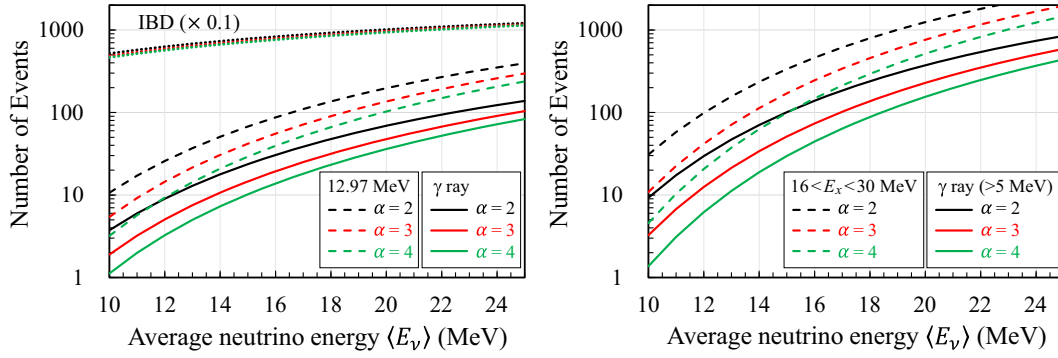 IBD (× 0.1)
Number of Events
1000
100
10
1
12.97 MeV
α = 2
α = 3
α = 4
γ ray
α = 2
α = 3
α = 4
10 12 14 16 18 20 22 24
Average neutrino energy ⟨Eν⟩ (MeV)
Number of Events
1000
100
10
1
16<Ex<30 MeV
α = 2
α = 3
α = 4
γ ray (>5 MeV)
α = 2
α = 3
α = 4
10 12 14 16 18 20 22 24
Average neutrino energy ⟨Eν⟩ (MeV)